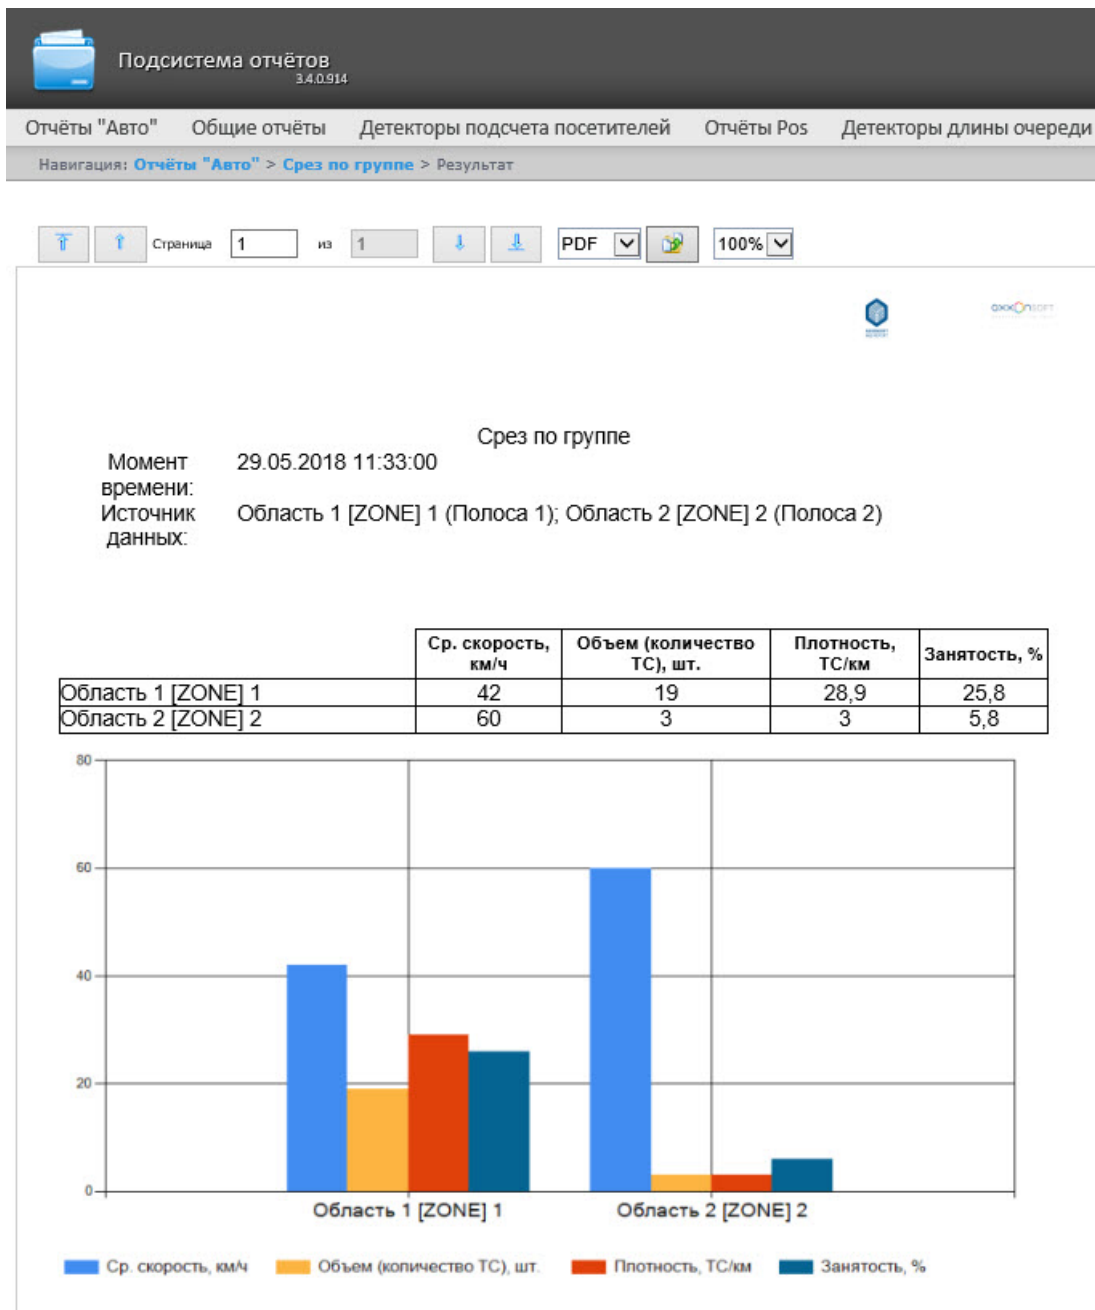 Подсистема отчётов
3.4.0.914
Отчёты "Авто" Общие отчёты Детекторы подсчета посетителей Отчёты Pos Детекторы длины очереди
Навигация: Отчёты "Авто" > Срез по группе > Результат
Страница 1 из 1 PDF 100%
OXXONSOFT
Срез по группе
Момент времени: 29.05.2018 11:33:00
Источник данных: Область 1 [ZONE] 1 (Полоса 1); Область 2 [ZONE] 2 (Полоса 2)
Ср. скорость, км/ч Объем (количество ТС), шт. Плотность, ТС/км Занятость, %
Область 1 [ZONE] 1 42 19 28,9 25,8
Область 2 [ZONE] 2 60 3 3 5,8
80
60
40
20
0
Область 1 [ZONE] 1 Область 2 [ZONE] 2
Ср. скорость, км/ч Объем (количество ТС), шт. Плотность, ТС/км Занятость, %